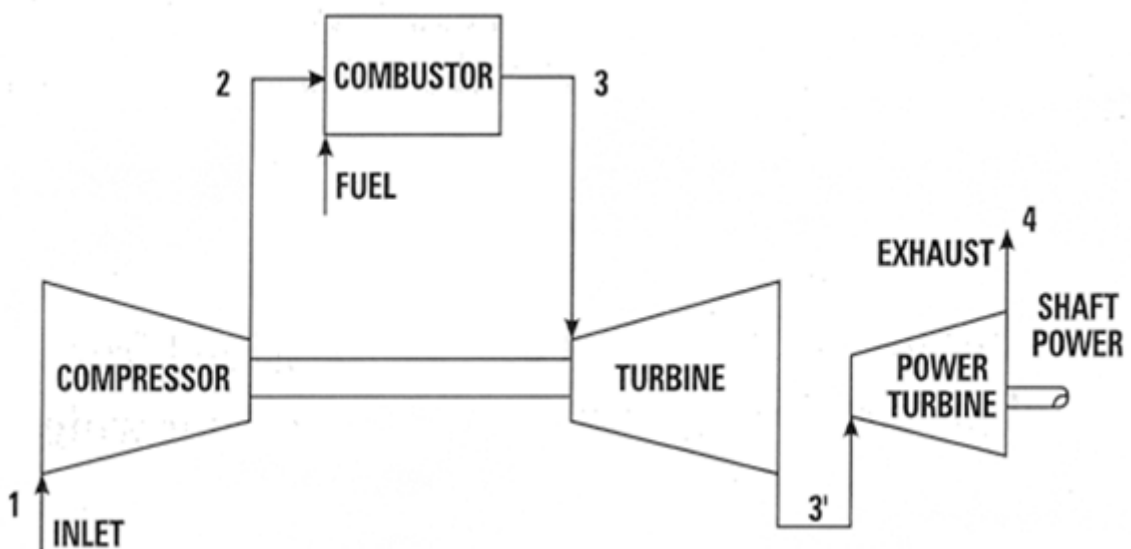 COMBUSTOR
2
3
FUEL
4
EXHAUST
SHAFT
POWER
COMPRESSOR
TURBINE
POWER
TURBINE
1
INLET
3'